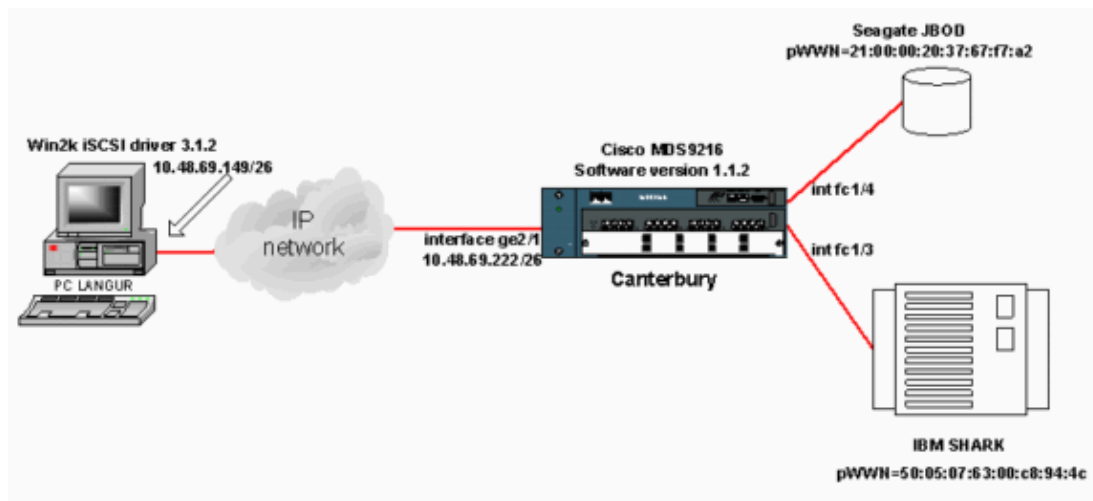 Seagate JBOD
pWWN=21:00:00:20:37:67:f7:a2
Win2k iSCSI driver 3.1.2
10.48.69.149/26
Cisco MDS9216
Software version 1.1.2
int fc1/4
IP
network
interface ge2/1
10.48.69.222/26
int fc1/3
PC LANGUR
Canterbury
IBM SHARK
pWWN=50:05:07:63:00:c8:94:4c